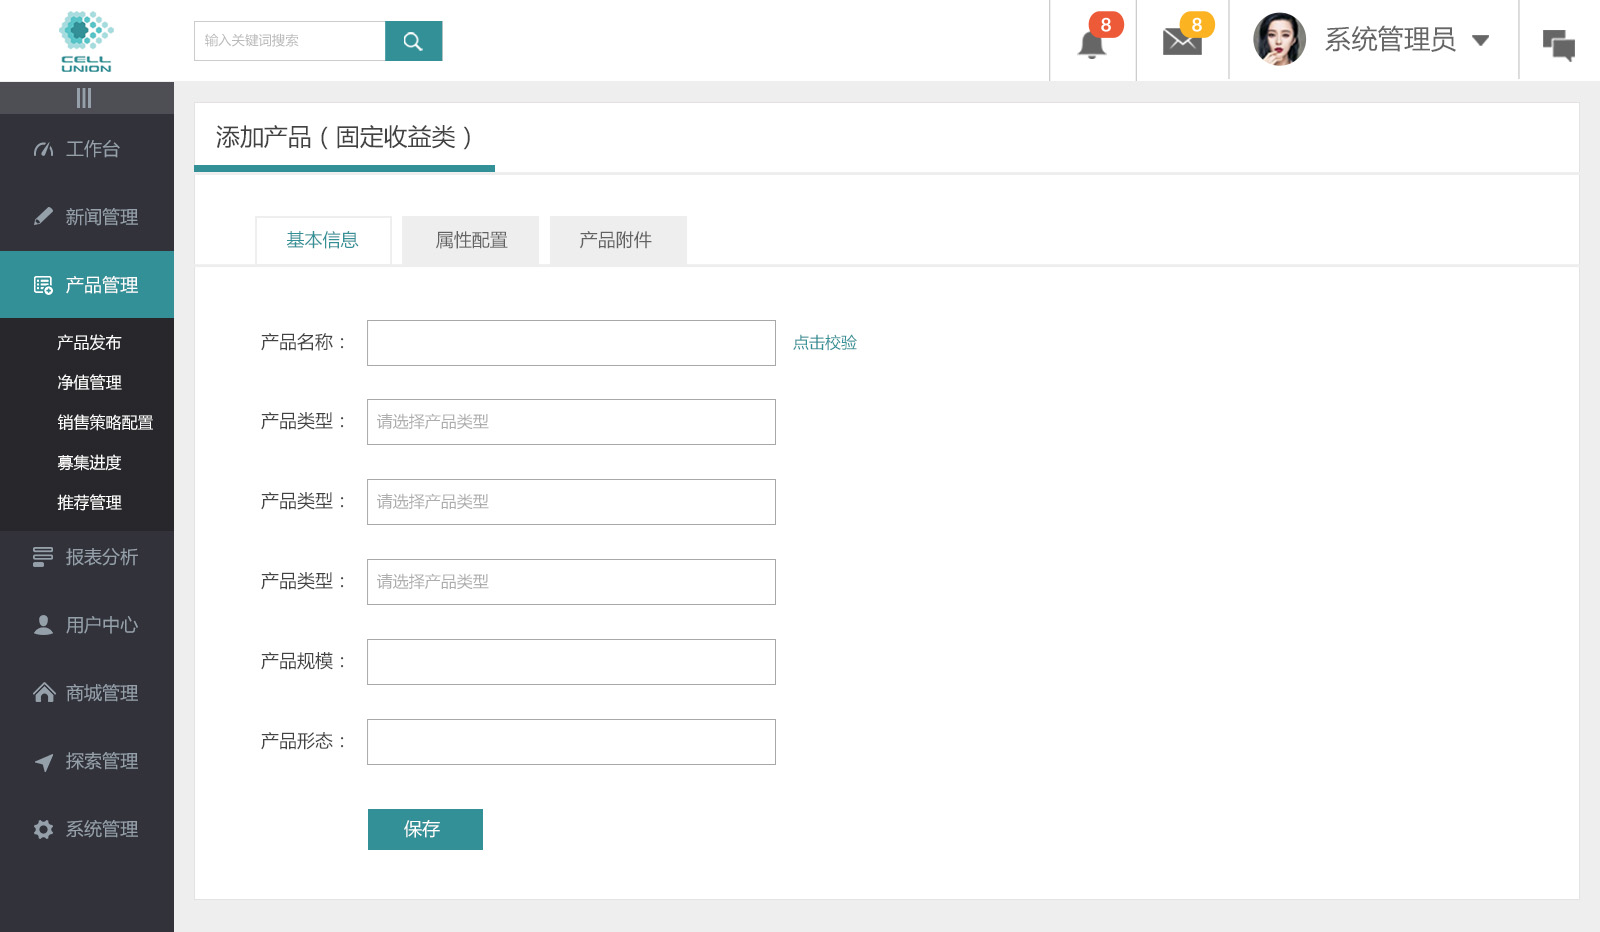 CELL
UNION
输入关键词搜索
8
8
系统管理员
工作台
新闻管理
产品管理
产品发布
净值管理
销售策略配置
募集进度
推荐管理
报表分析
用户中心
商城管理
探索管理
系统管理
添加产品（固定收益类）
基本信息
属性配置
产品附件
产品名称：
点击校验
产品类型：
请选择产品类型
产品类型：
请选择产品类型
产品类型：
请选择产品类型
产品规模：
产品形态：
保存